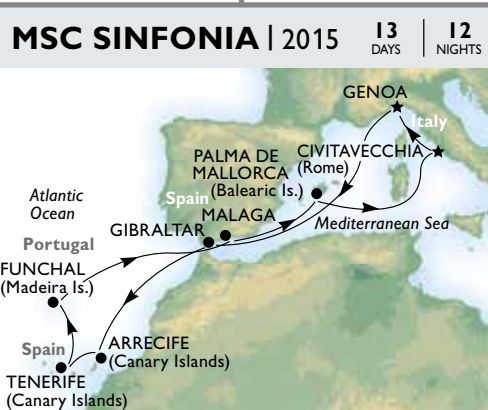 MSC SINFONIA | 2015
13
DAYS
12
NIGHTS
GENOA
Italy
CIVITAVECCHIA
(Rome)
PALMA DE
MALLORCA
(Balearic Is.)
Spain
MALAGA
Mediterranean Sea
Atlantic
Ocean
GIBRALTAR
Portugal
FUNCHAL
(Madeira Is.)
ARRECIFE
(Canary Islands)
Spain
TENERIFE
(Canary Islands)